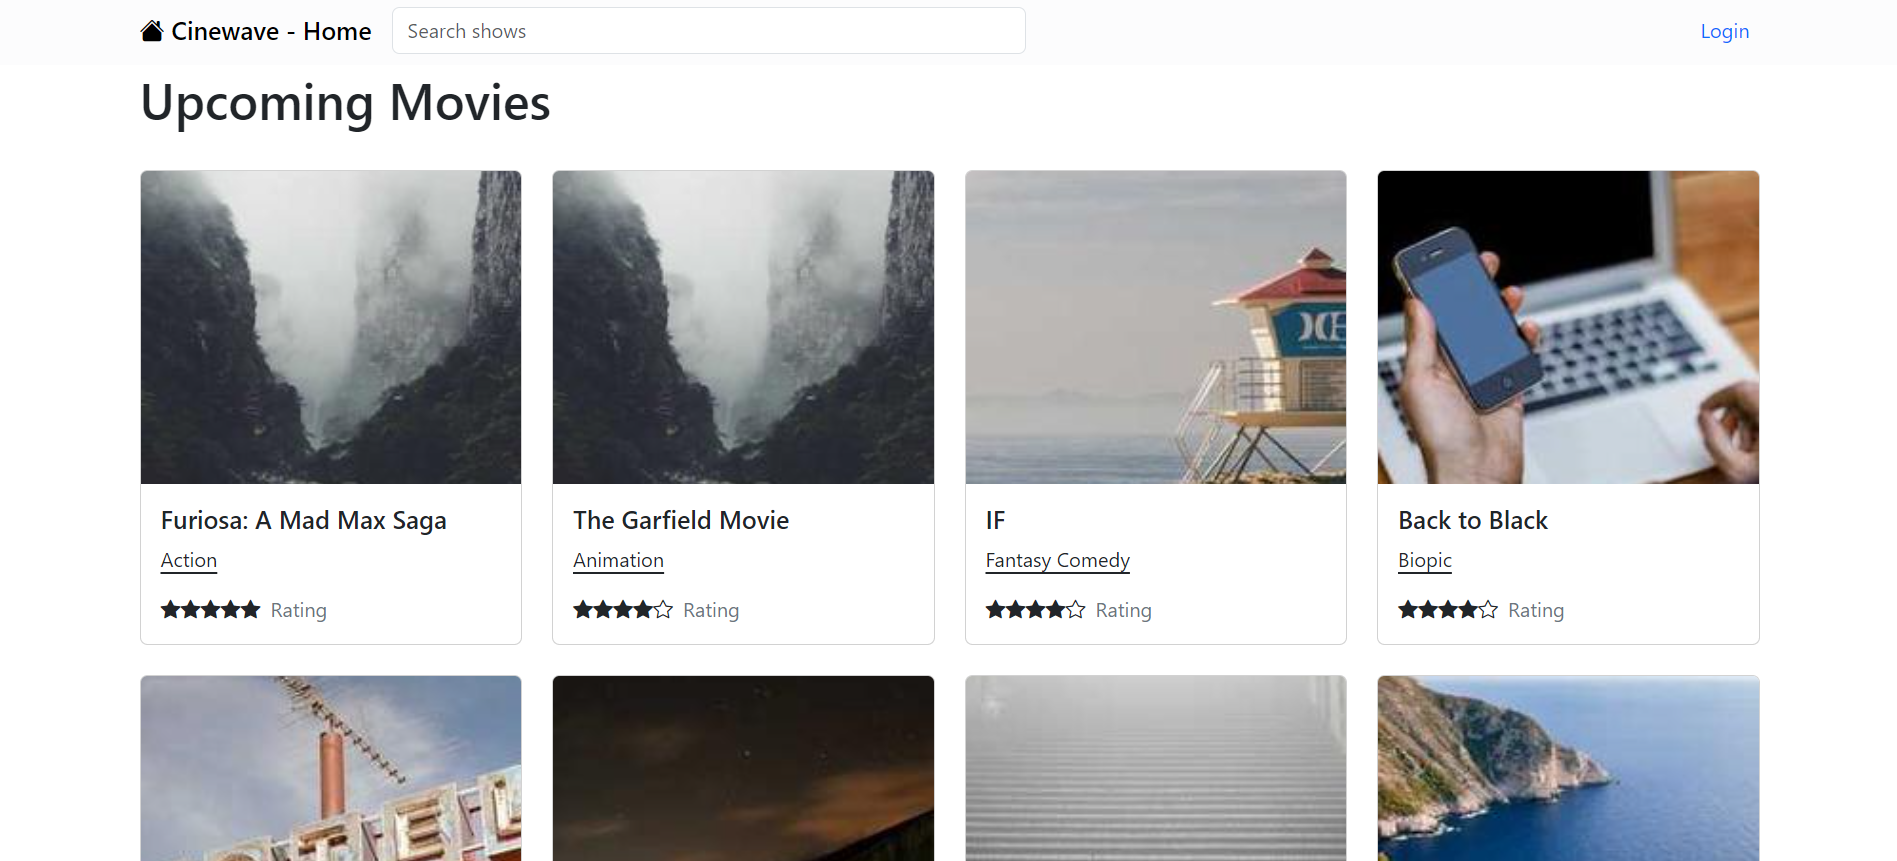 Cinewave - Home
Search shows
Login
Upcoming Movies
Furiosa: A Mad Max Saga
Action
Rating
The Garfield Movie
Animation
Rating
IF
Fantasy Comedy
Rating
Back to Black
Biopic
Rating